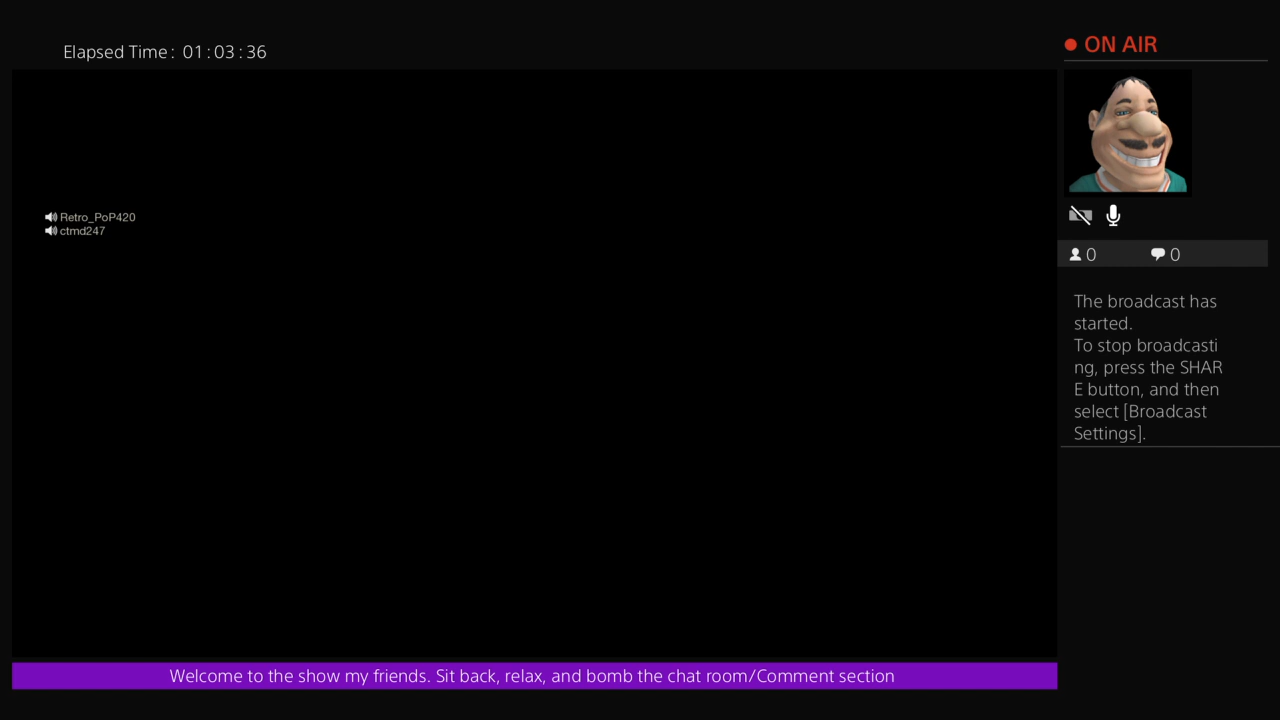 Elapsed Time: 01:03:36
ON AIR
Retro_PoP420
ctmd247
0 0
The broadcast has
started.
To stop broadcasti
ng, press the SHAR
E button, and then
select [Broadcast
Settings].
Welcome to the show my friends. Sit back, relax, and bomb the chat room/Comment section